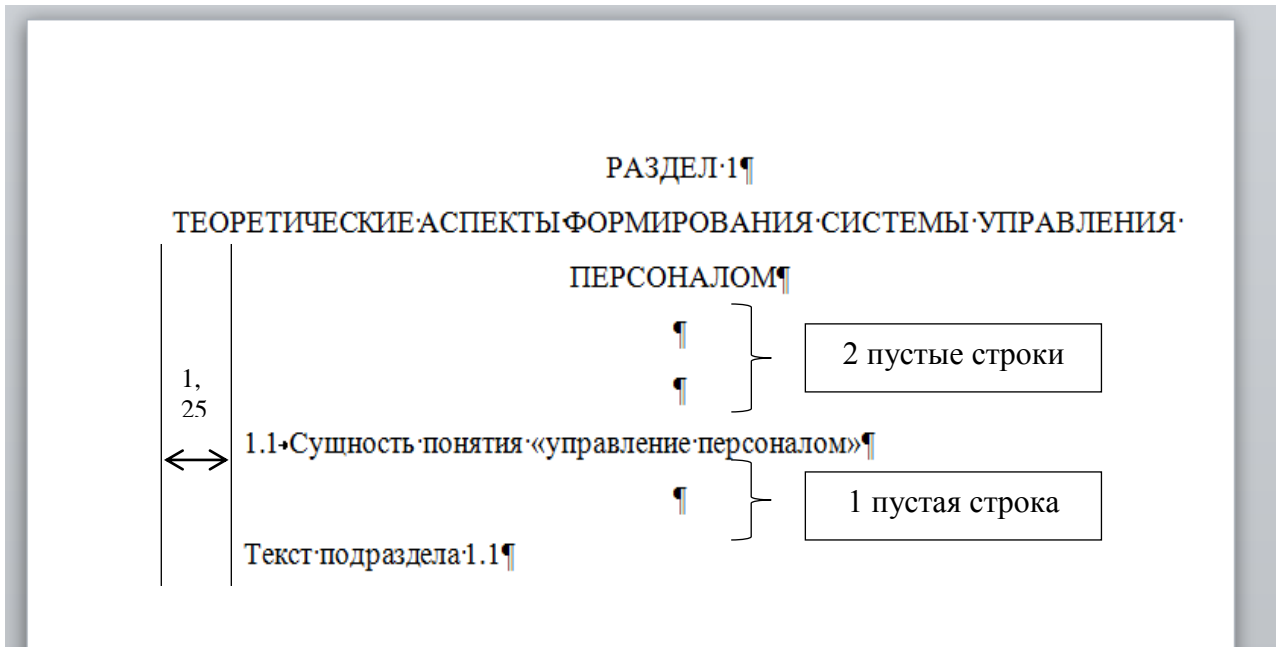 РАЗДЕЛ·1¶
ТЕОРЕТИЧЕСКИЕ·АСПЕКТЫ·ФОРМИРОВАНИЯ·СИСТЕМЫ·УПРАВЛЕНИЯ·
ПЕРСОНАЛОМ¶
¶
2 пустые строки
¶
1,
25
1.1→Сущность·понятия·«управление·персоналом»¶
¶
1 пустая строка
Текст·подраздела·1.1¶